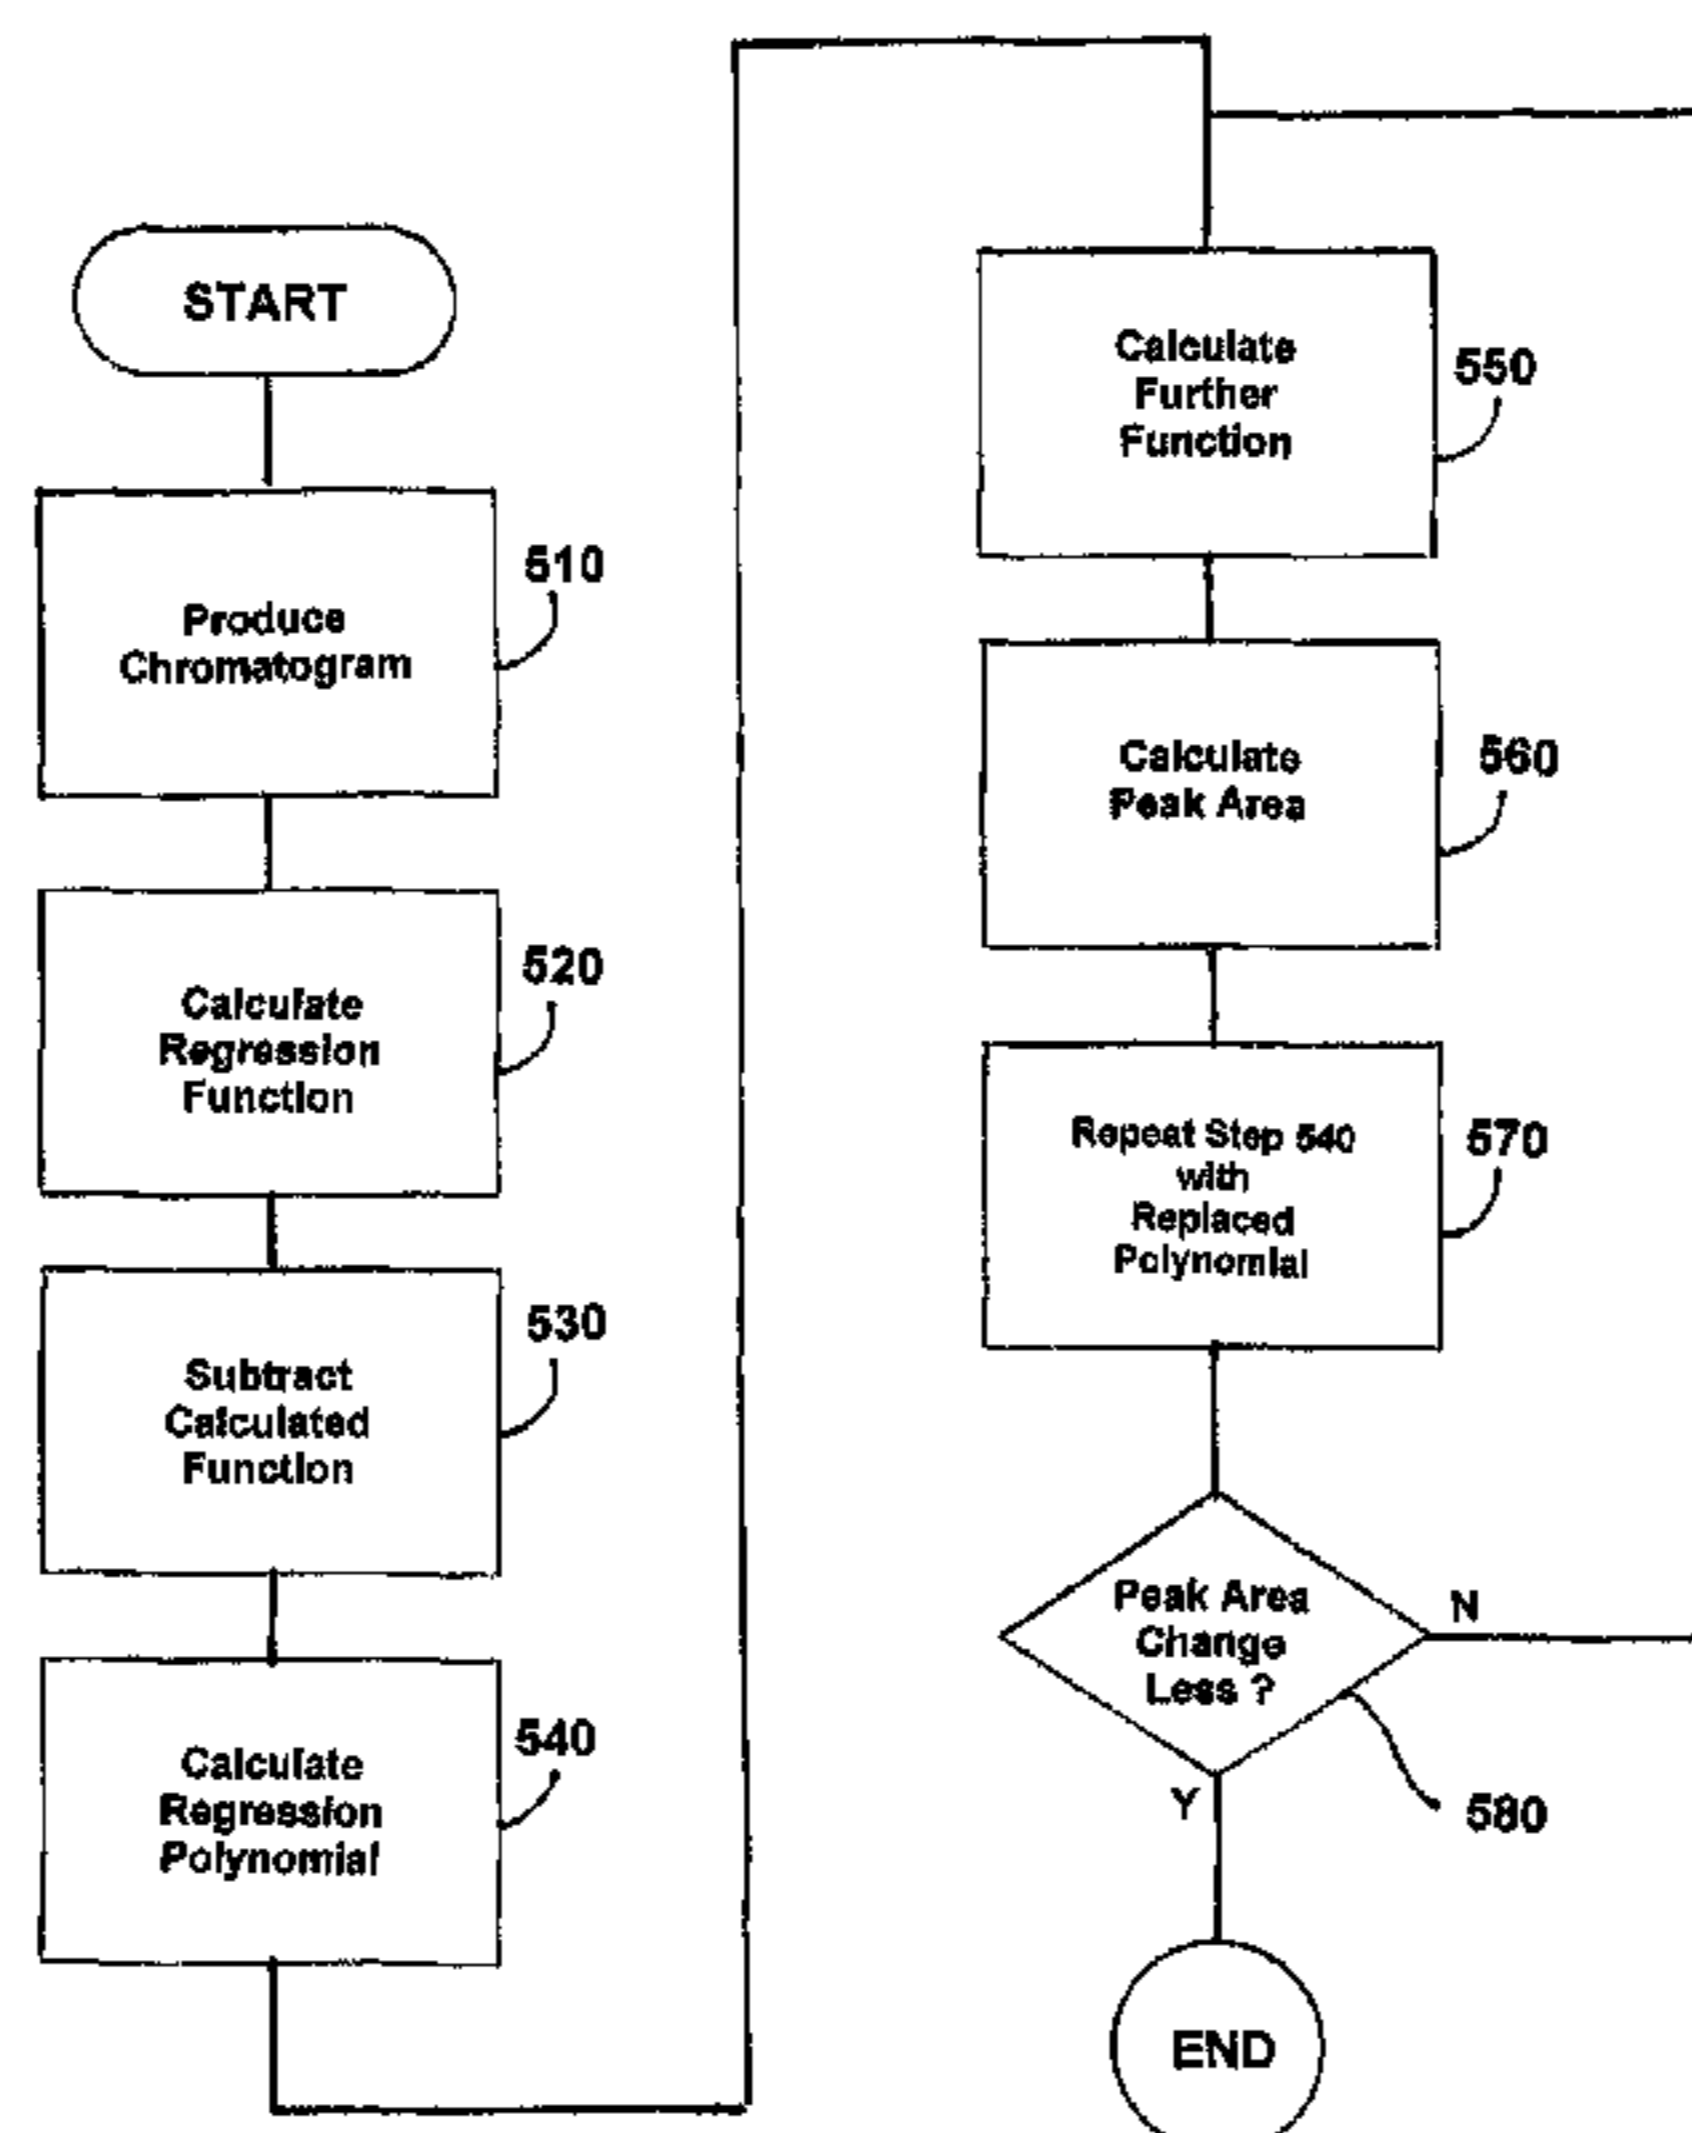 START
510
Produce
Chromatogram
520
Calculate
Regression
Function
530
Subtract
Calculated
Function
540
Calculate
Regression
Polynomial
550
Calculate
Further
Function
560
Calculate
Peak Area
570
Repeat Step 540
with
Replaced
Polynomial
Peak Area
Change
Less ?
N
Y
580
END